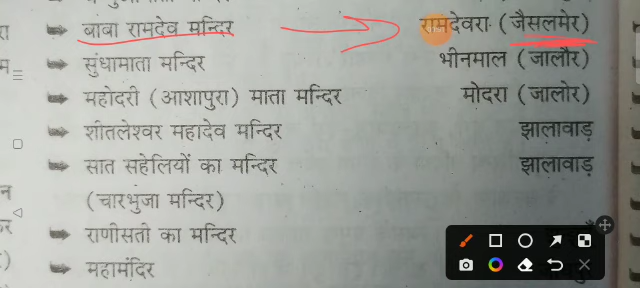 बाबा रामदेव मन्दिर रामदेवरा (जैसलमेर)
सुंधामाता मन्दिर भीनमाल (जालौर)
महोदरी (आशापुरा) माता मन्दिर मोदरा (जालोर)
शीतलेश्वर महादेव मन्दिर झालावाड़
सात सहेलियों का मन्दिर झालावाड़
(चारभुजा मन्दिर)
राणीसती का मन्दिर
महामंदिर